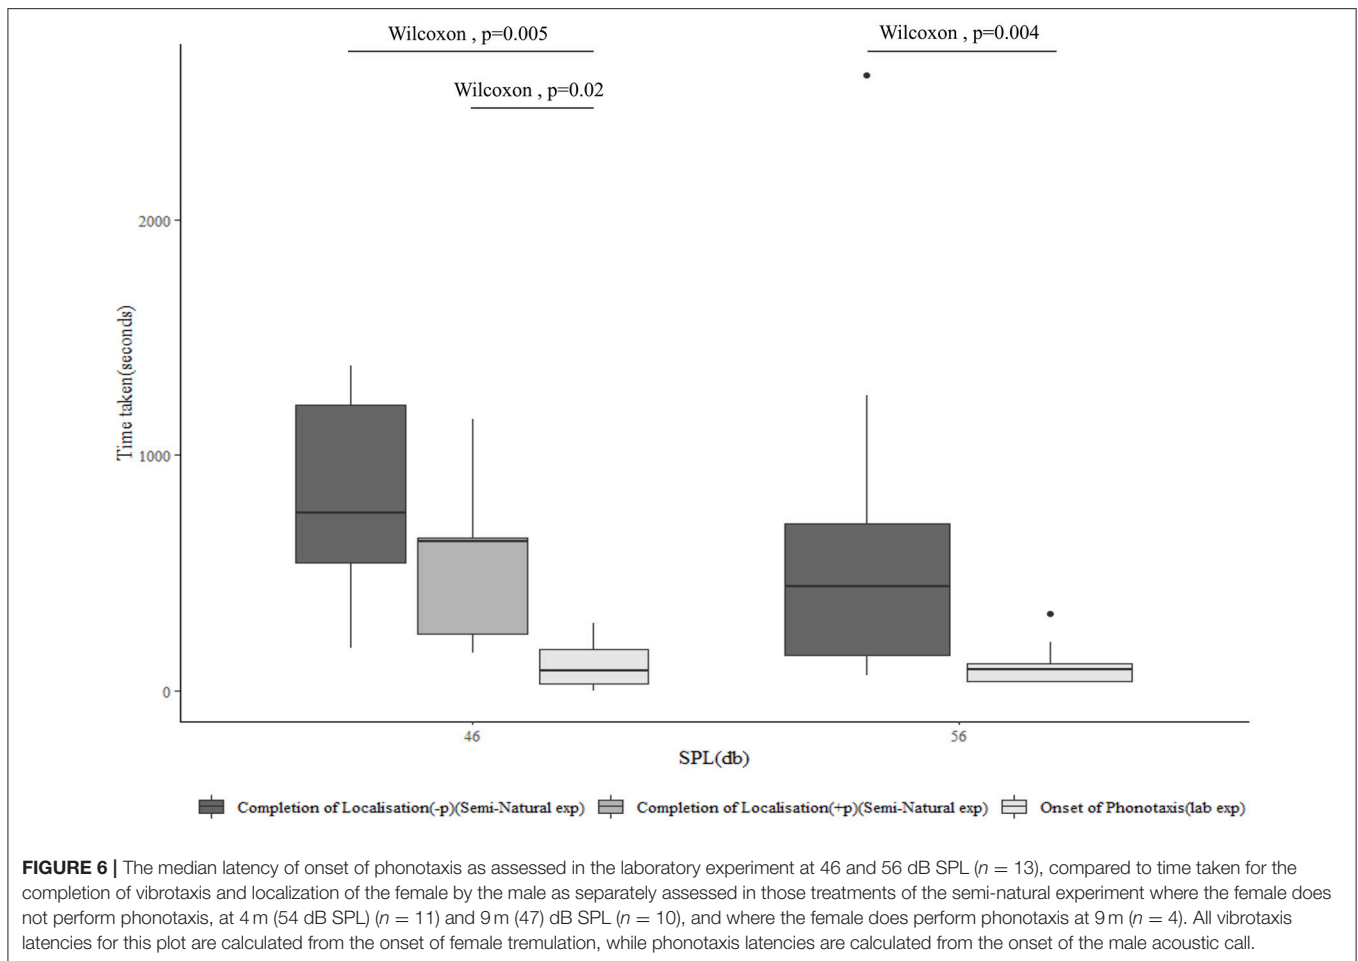 Wilcoxon , p=0.005
Wilcoxon , p=0.004
Wilcoxon , p=0.02
2000
1000
0
Time taken(seconds)
46
56
SPL(db)
Completion of Localisation(-p)(Semi-Natural exp)
Completion of Localisation(+p)(Semi-Natural exp)
Onset of Phonotaxis(lab exp)
FIGURE 6 | The median latency of onset of phonotaxis as assessed in the laboratory experiment at 46 and 56 dB SPL (n = 13), compared to time taken for the
completion of vibrotaxis and localization of the female by the male as separately assessed in those treatments of the semi-natural experiment where the female does
not perform phonotaxis, at 4 m (54 dB SPL) (n = 11) and 9 m (47) dB SPL (n = 10), and where the female does perform phonotaxis at 9 m (n = 4). All vibrotaxis
latencies for this plot are calculated from the onset of female tremulation, while phonotaxis latencies are calculated from the onset of the male acoustic call.